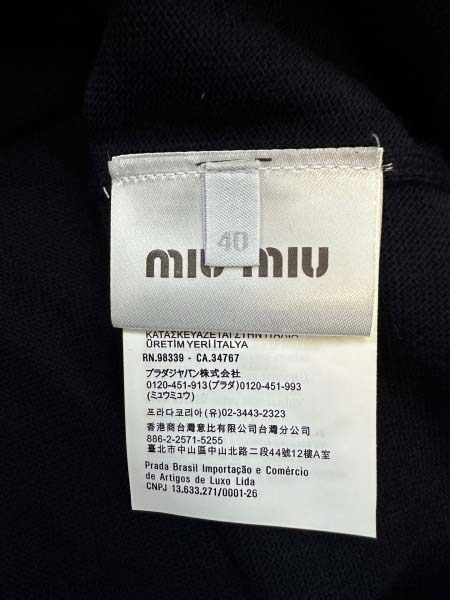 40
miu miu
ΚΑΤΑΣΚΕΥΑΖΕΤΑΙ ΣΤΗΝ ΙΤΑΛΙΑ
ÜRETİM YERİ İTALYA
RN.98339 - CA.34767
プラダジャパン株式会社
0120-451-913(プラダ)0120-451-993
(ミュウミュウ)
프라다코리아 (유)02-3443-2323
香港商台灣意比有限公司台灣分公司
886-2-2571-5255
臺北市中山區中山北路二段44號12樓A室
Prada Brasil Importação e Comércio
de Artigos de Luxo Lida
CNPJ 13.633.271/0001-26